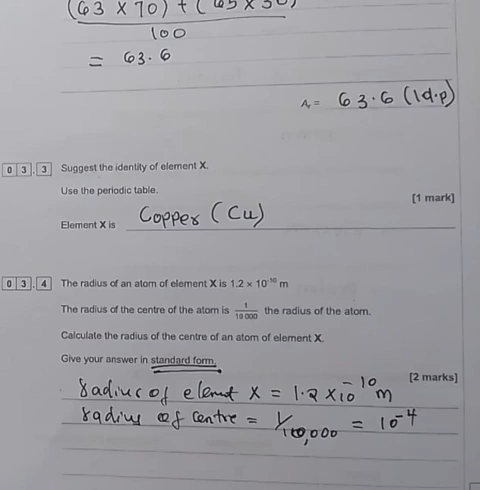 (63 X 70) + (65 X 30)
100
= 63.6
Aᵣ = 63.6 (1d.p)
0 3 . 3 Suggest the identity of element X.
Use the periodic table.
[1 mark]
Element X is Copper (Cu)
0 3 . 4 The radius of an atom of element X is 1.2 × 10⁻¹⁰ m
The radius of the centre of the atom is 1/10 000 the radius of the atom.
Calculate the radius of the centre of an atom of element X.
Give your answer in standard form.
[2 marks]
radius of elemt X = 1.2 X10⁻¹⁰ m
radius of centre = 1/10,000 = 10⁻⁴